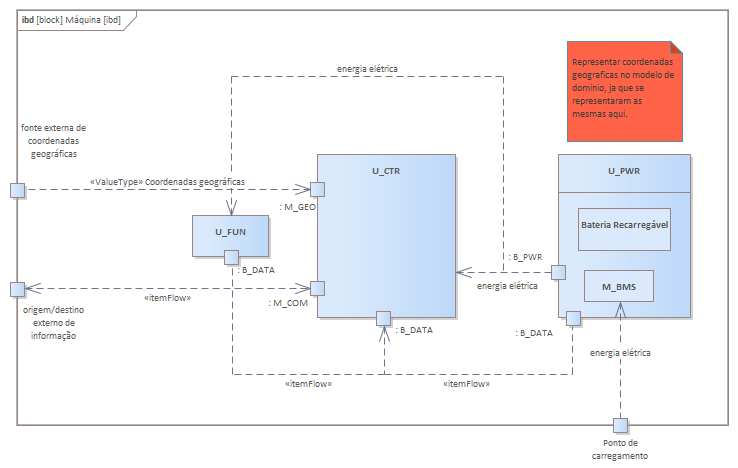 ibd [block] Máquina [ibd]
energia elétrica
Representar coordenadas
geograficas no modelo de
dominio, ja que se
representaram as
mesmas aqui.
fonte externa de
coordenadas
geográficas
«ValueType» Coordenadas geográficas
: M_GEO
U_CTR
U_PWR
Bateria Recarregável
U_FUN
: B_DATA
: B_PWR
energia elétrica
M_BMS
«itemFlow»
: M_COM
origem/destino
externo de
informação
: B_DATA
: B_DATA
energia elétrica
«itemFlow»
«itemFlow»
Ponto de
carregamento